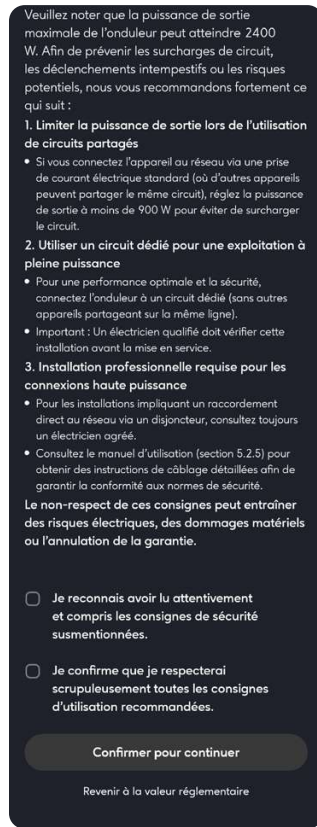 Veuillez noter que la puissance de sortie
maximale de l'onduleur peut atteindre 2400
W. Afin de prévenir les surcharges de circuit,
les déclenchements intempestifs ou les risques
potentiels, nous vous recommandons fortement ce
qui suit :
1. Limiter la puissance de sortie lors de l'utilisation
de circuits partagés
• Si vous connectez l'appareil au réseau via une prise
de courant électrique standard (où d'autres appareils
peuvent partager le même circuit), réglez la puissance
de sortie à moins de 900 W pour éviter de surcharger
le circuit.
2. Utiliser un circuit dédié pour une exploitation à
pleine puissance
• Pour une performance optimale et la sécurité,
connectez l'onduleur à un circuit dédié (sans autres
appareils partageant sur la même ligne).
• Important : Un électricien qualifié doit vérifier cette
installation avant la mise en service.
3. Installation professionnelle requise pour les
connexions haute puissance
• Pour les installations impliquant un raccordement
direct au réseau via un disjoncteur, consultez toujours
un électricien agréé.
• Consultez le manuel d'utilisation (section 5.2.5) pour
obtenir des instructions de câblage détaillées afin de
garantir la conformité aux normes de sécurité.
Le non-respect de ces consignes peut entraîner
des risques électriques, des dommages matériels
ou l'annulation de la garantie.
Je reconnais avoir lu attentivement
et compris les consignes de sécurité
susmentionnées.
Je confirme que je respecterai
scrupuleusement toutes les consignes
d'utilisation recommandées.
Confirmer pour continuer
Revenir à la valeur réglementaire